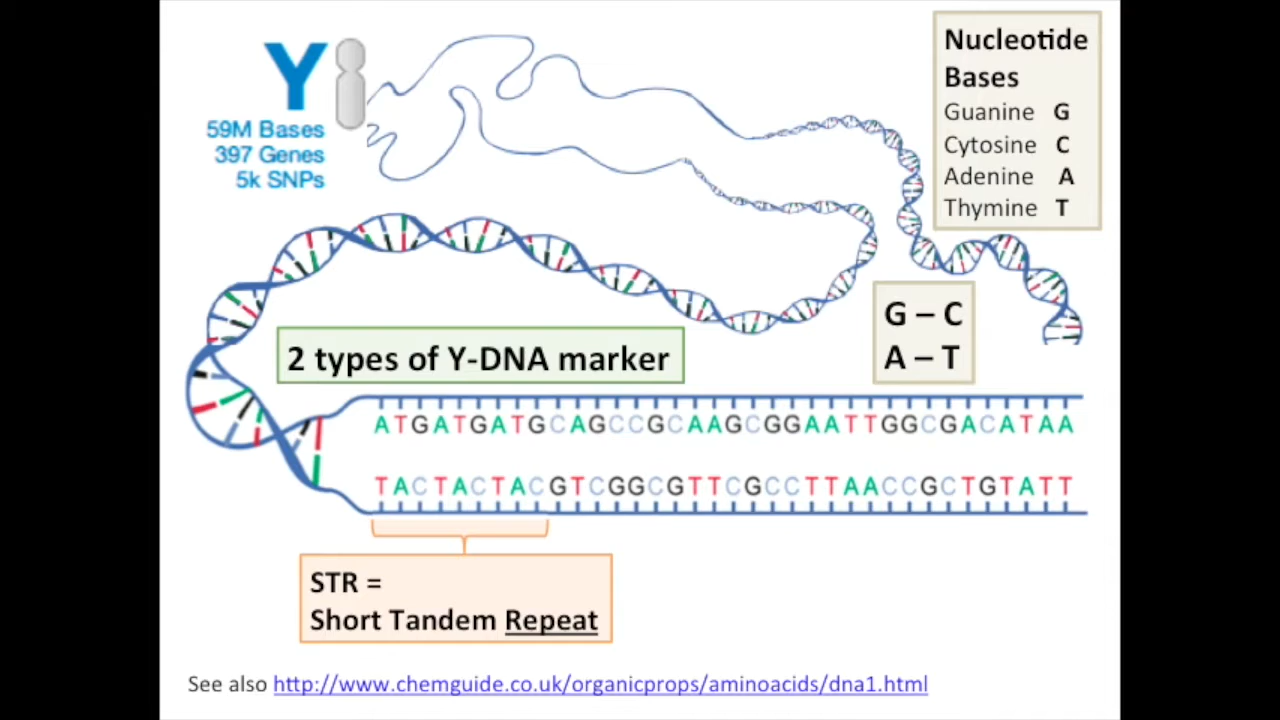 Y
59M Bases
397 Genes
5k SNPs
Nucleotide
Bases
Guanine G
Cytosine C
Adenine A
Thymine T
G – C
A – T
2 types of Y-DNA marker
ATGATGATGCAGCCGCAAGCGGAATTGGCGACATAA
TACTACTACGTCGGCGTTCGCCTTAACCGCTGTATT
STR =
Short Tandem Repeat
See also http://www.chemguide.co.uk/organicprops/aminoacids/dna1.html